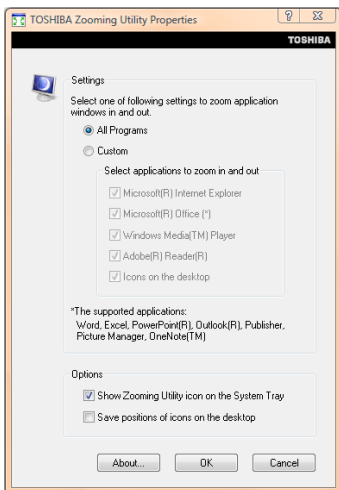 TOSHIBA Zooming Utility Properties
TOSHIBA
Settings
Select one of following settings to zoom application
windows in and out.
All Programs
Custom
Select applications to zoom in and out
Microsoft(R) Internet Explorer
Microsoft(R) Office (*)
Windows Media(TM) Player
Adobe(R) Reader(R)
Icons on the desktop
*The supported applications:
Word, Excel, PowerPoint(R), Outlook(R), Publisher,
Picture Manager, OneNote(TM)
Options
Show Zooming Utility icon on the System Tray
Save positions of icons on the desktop
About... OK Cancel